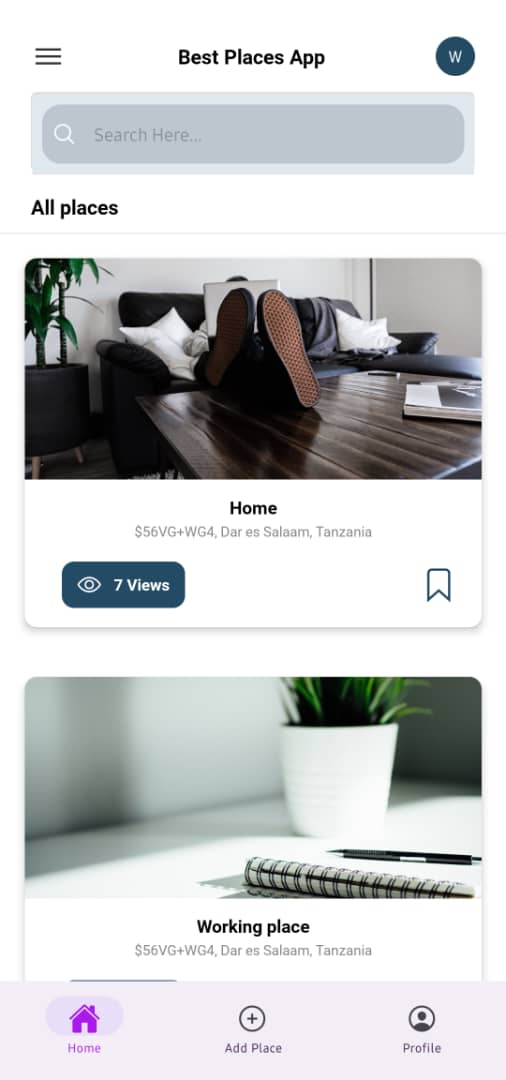 Best Places App
W
Search Here...
All places
Home
$56VG+WG4, Dar es Salaam, Tanzania
7 Views
Working place
$56VG+WG4, Dar es Salaam, Tanzania
Home
Add Place
Profile